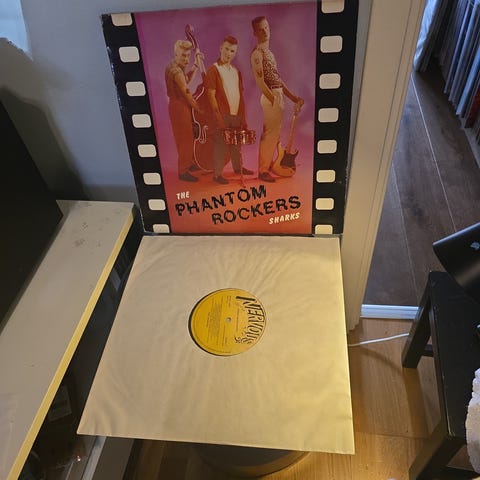 THE
PHANTOM
ROCKERS
SHARKS
NERVOUS